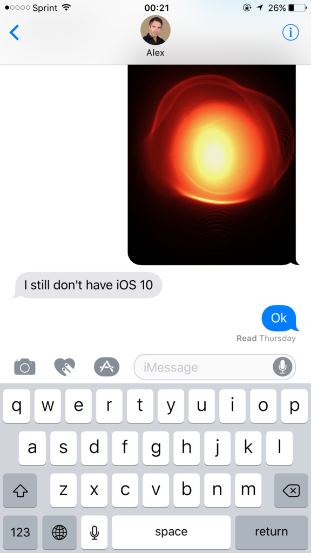 Sprint 00:21 26%
Alex
I still don't have iOS 10
Ok
Read Thursday
iMessage
q w e r t y u i o p
a s d f g h j k l
z x c v b n m
123 space return